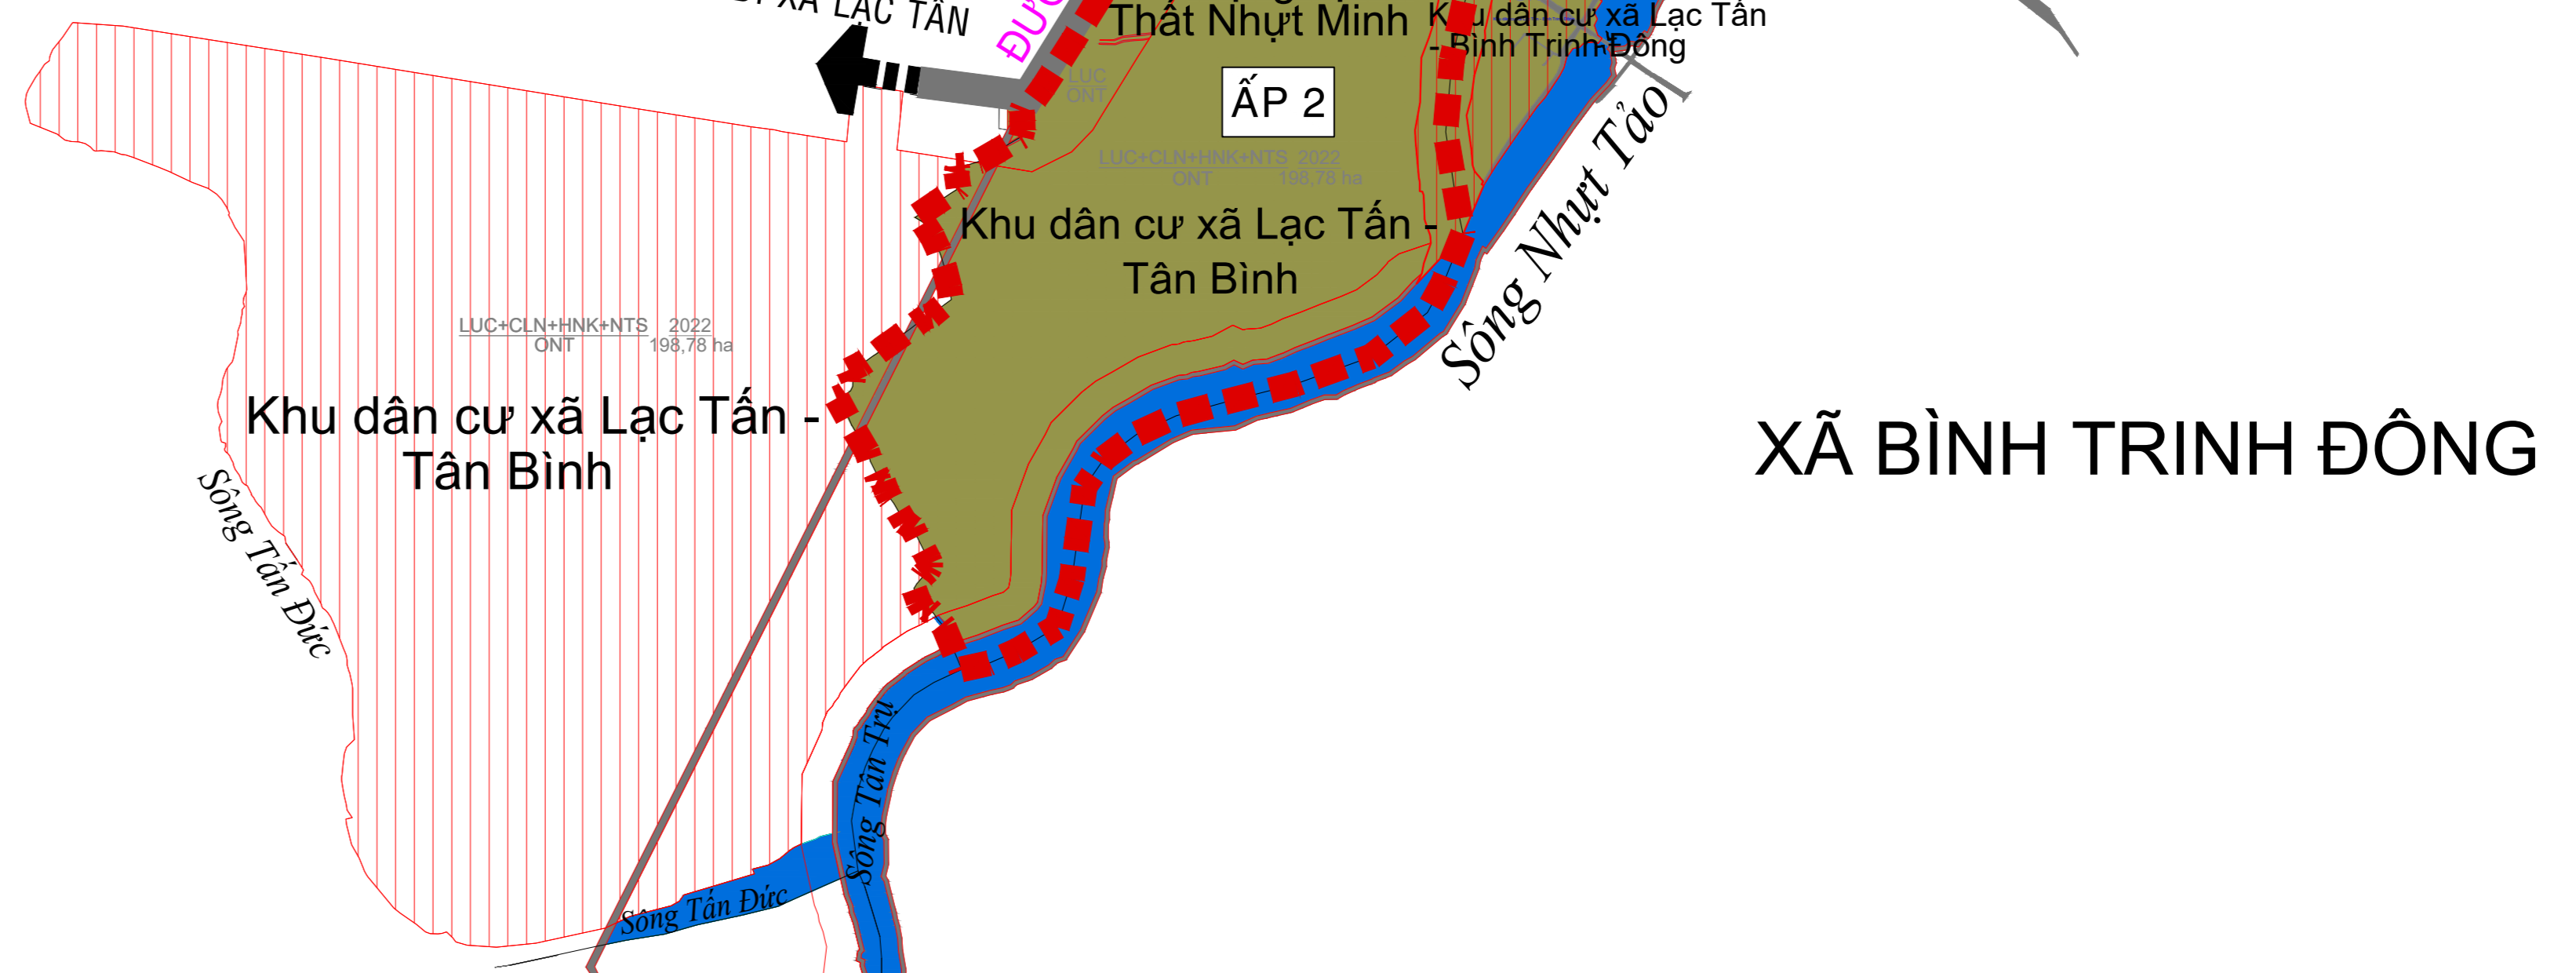 XÃ LẠC TẤN
ĐƯỜ
Thất Nhựt Minh
Khu dân cư xã Lạc Tấn
- Bình Trinh Đông
LUC
ONT
ẤP 2
LUC+CLN+HNK+NTS 2022
ONT 198,78 ha
Khu dân cư xã Lạc Tấn -
Tân Bình
Sông Nhựt Tảo
LUC+CLN+HNK+NTS 2022
ONT 198,78 ha
Khu dân cư xã Lạc Tấn -
Tân Bình
XÃ BÌNH TRINH ĐÔNG
Sông Tấn Đức
Sông Tân Trụ
Sông Tấn Đức